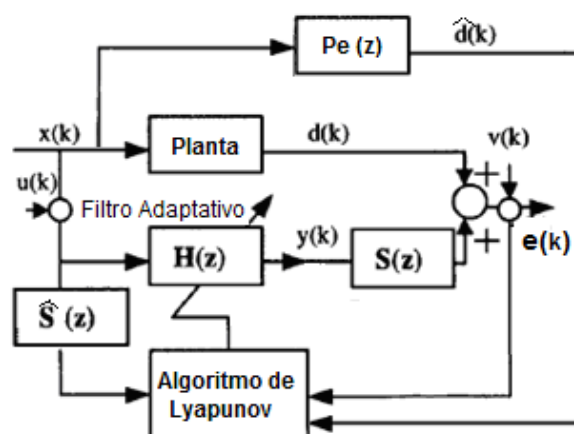 Pe (z)
d̂(k)
x(k)
Planta
d(k)
v(k)
u(k)
Filtro Adaptativo
+
e(k)
H(z)
y(k)
S(z)
+
Ŝ (z)
Algoritmo de
Lyapunov